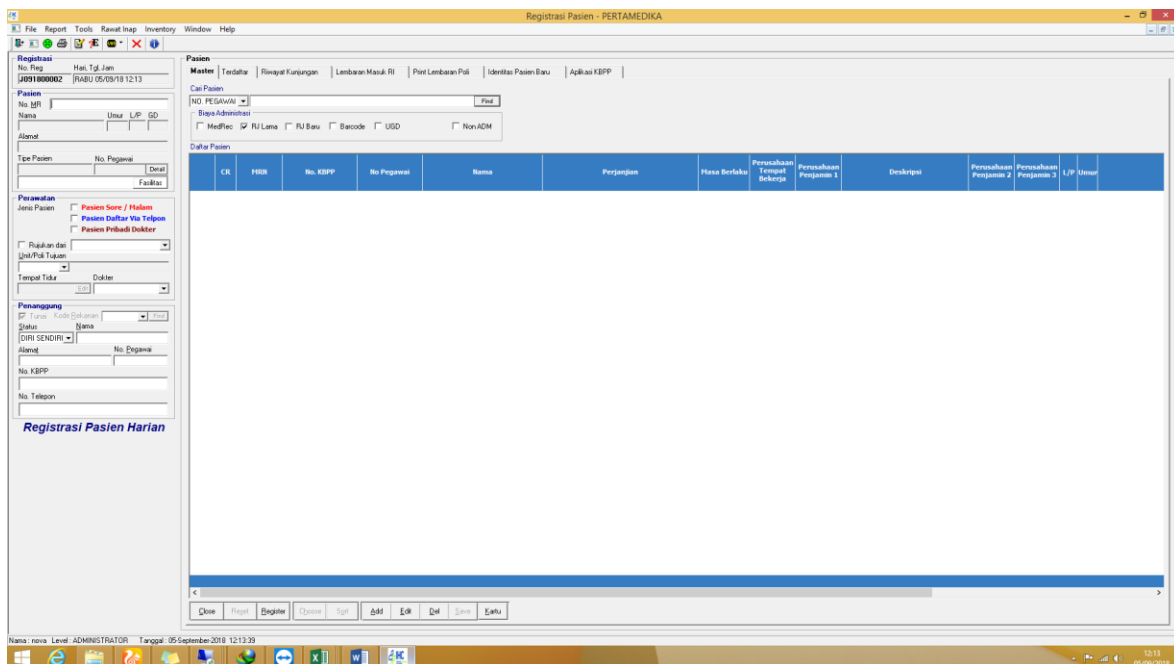 Registrasi Pasien - PERTAMEDIKA
File Report Tools Rawat Inap Inventory Window Help
Registrasi
No. Reg Hari, Tgl, Jam
J091800002 RABU 05/09/18 12:13
Pasien
No. MR
Nama Umur L/P GD
Alamat
Tipe Pasien No. Pegawai
Detail
Fasilitas
Perawatan
Jenis Pasien Pasien Sore / Malam
Pasien Daftar Via Telpon
Pasien Pribadi Dokter
Rujukan dari
Unit/Poli Tujuan
Tempat Tidur Dokter
Edit
Penanggung
Tunai Kode Rekanan Find
Status Nama
DIRI SENDIRI
Alamat No. Pegawai
No. KBPP
No. Telepon
Registrasi Pasien Harian
Pasien
Master Terdaftar Riwayat Kunjungan Lembaran Masuk RI Print Lembaran Poli Identitas Pasien Baru Aplikasi KBPP
Cari Pasien
NO. PEGAWAI Find
Biaya Administrasi
MedRec RJ Lama RJ Baru Barcode UGD Non ADM
Daftar Pasien
CR MRN No. KBPP No Pegawai Nama Perjanjian Masa Berlaku Perusahaan Tempat Bekerja Perusahaan Penjamin 1 Deskripsi Perusahaan Penjamin 2 Perusahaan Penjamin 3 L/P Umur
Close Reset Register Choose Sort Add Edit Del Save Kartu
Nama : nova Level : ADMINISTRATOR Tanggal : 05-September-2018 12:13:39
12:13
05/09/2018